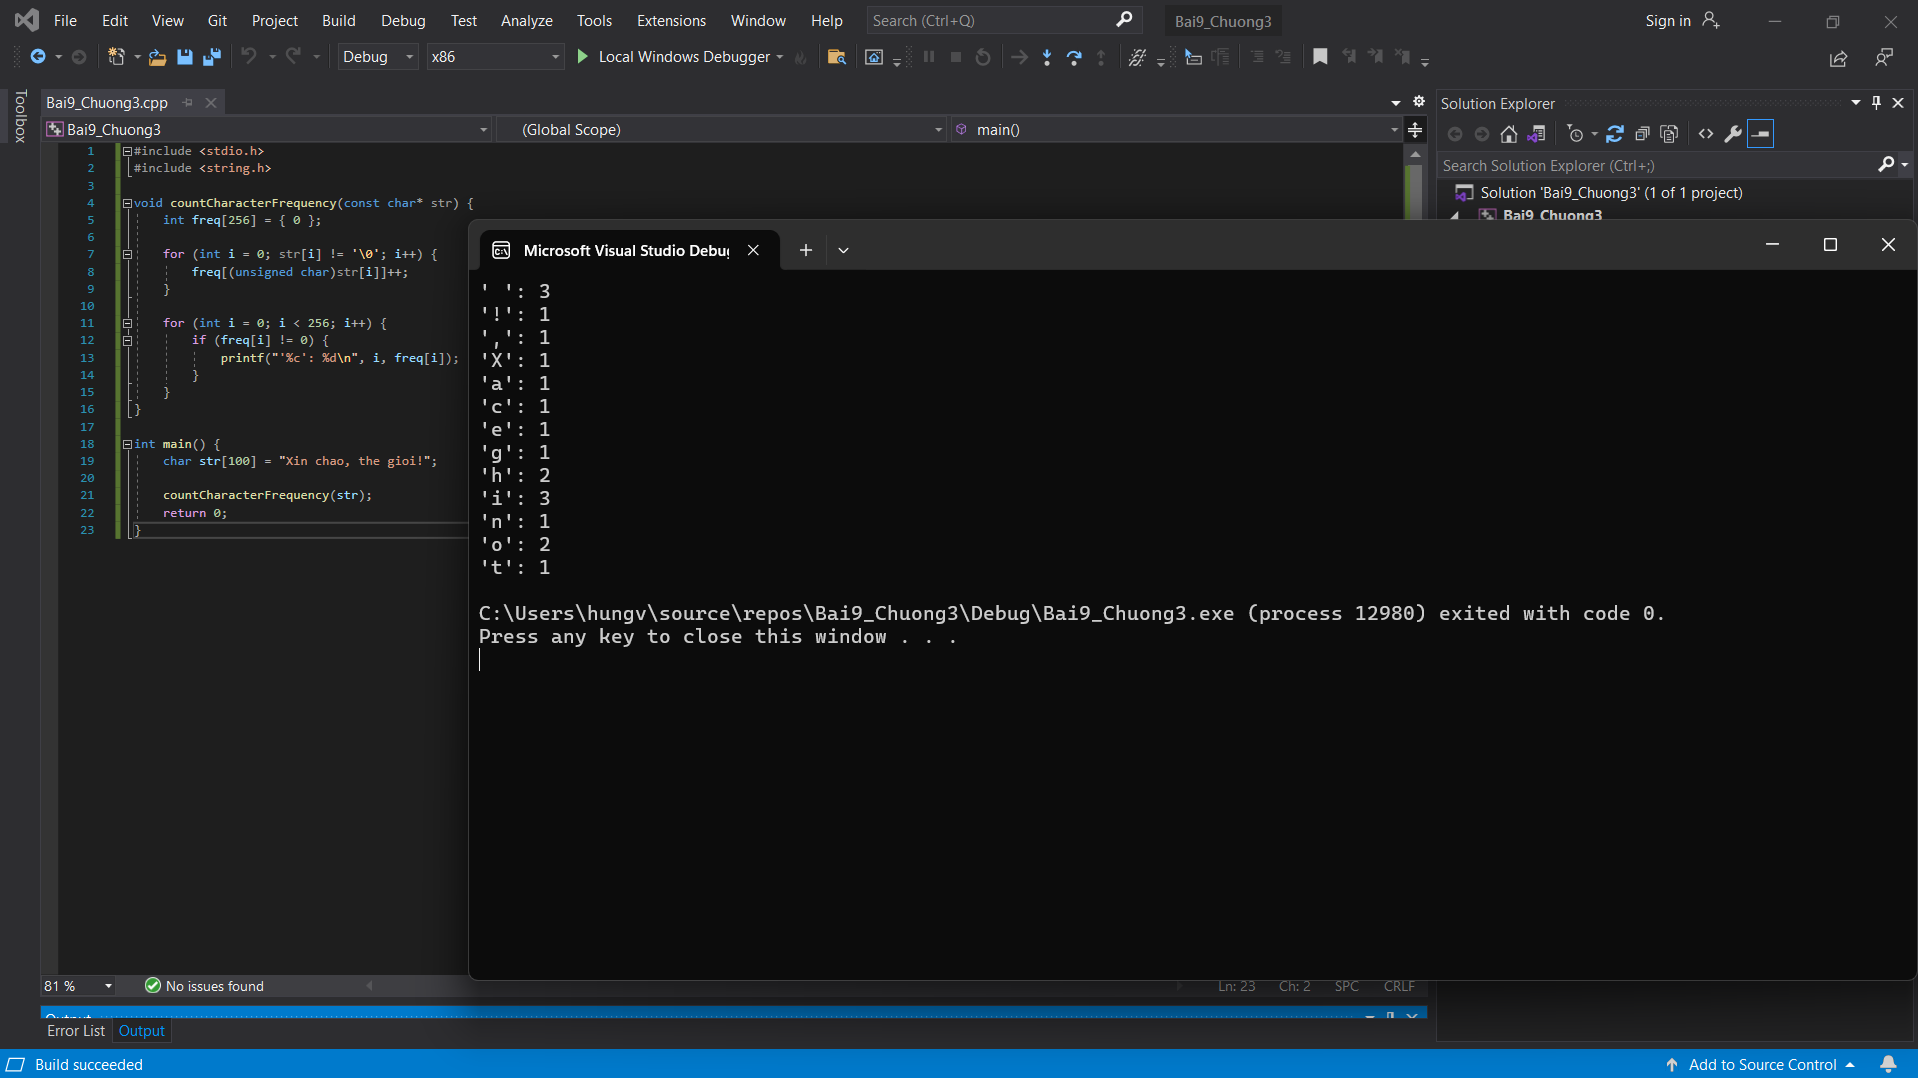 File Edit View Git Project Build Debug Test Analyze Tools Extensions Window Help Search (Ctrl+Q) Bai9_Chuong3 Sign in
Debug x86 Local Windows Debugger
Toolbox
Bai9_Chuong3.cpp
Bai9_Chuong3 (Global Scope) main()
1 #include <stdio.h>
2 #include <string.h>
3
4 void countCharacterFrequency(const char* str) {
5 int freq[256] = { 0 };
6
7 for (int i = 0; str[i] != '\0'; i++) {
8 freq[(unsigned char)str[i]]++;
9 }
10
11 for (int i = 0; i < 256; i++) {
12 if (freq[i] != 0) {
13 printf("'%c': %d\n", i, freq[i]);
14 }
15 }
16 }
17
18 int main() {
19 char str[100] = "Xin chao, the gioi!";
20
21 countCharacterFrequency(str);
22 return 0;
23 }
Solution Explorer
Search Solution Explorer (Ctrl+;)
Solution 'Bai9_Chuong3' (1 of 1 project)
Bai9_Chuong3
Microsoft Visual Studio Debug
' ': 3
'!': 1
',': 1
'X': 1
'a': 1
'c': 1
'e': 1
'g': 1
'h': 2
'i': 3
'n': 1
'o': 2
't': 1
C:\Users\hungv\source\repos\Bai9_Chuong3\Debug\Bai9_Chuong3.exe (process 12980) exited with code 0.
Press any key to close this window . . .
81 % No issues found Ln: 23 Ch: 2 SPC CRLF
Output
Error List Output
Build succeeded Add to Source Control